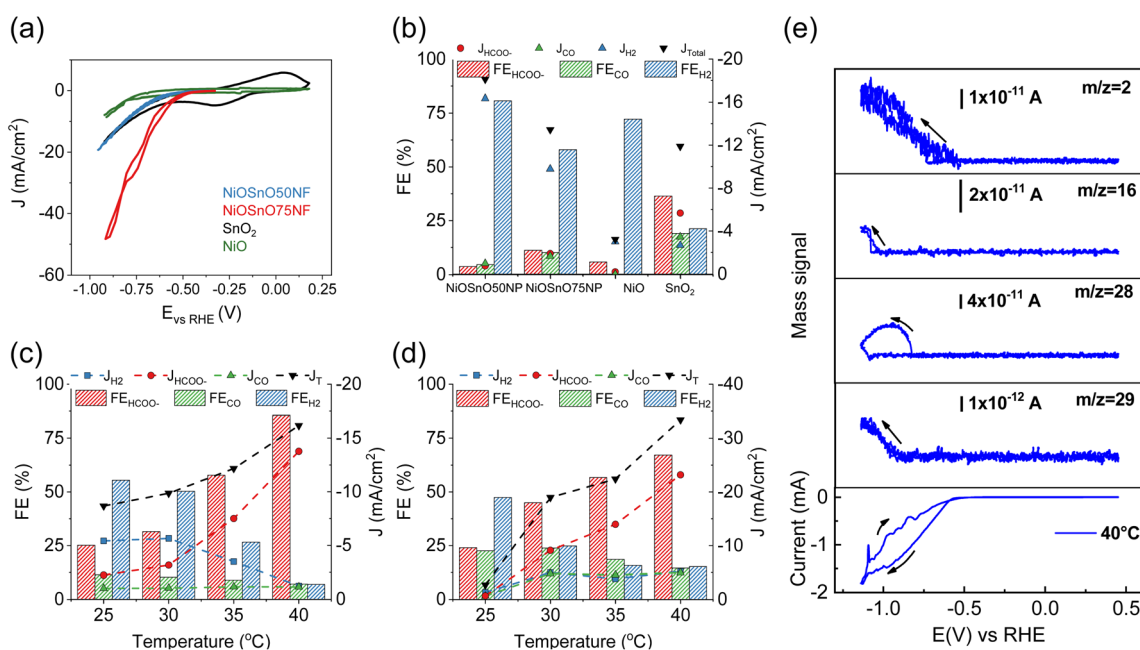 (a)
J (mA/cm²)
0
-20
-40
-60
NiOSnO50NF
NiOSnO75NF
SnO₂
NiO
-1.00 -0.75 -0.50 -0.25 0.00 0.25
E vs RHE (V)
(b)
J_HCOO- J_CO J_H2 J_Total
FE_HCOO- FE_CO FE_H2
FE (%)
100
75
50
25
0
-20
-16
-12
-8
-4
0
J (mA/cm²)
NiOSnO50NP NiOSnO75NP NiO SnO₂
(c)
J_H2 J_HCOO- J_CO J_T
FE_HCOO- FE_CO FE_H2
FE (%)
100
75
50
25
0
-20
-15
-10
-5
0
J (mA/cm²)
25 30 35 40
Temperature (°C)
(d)
J_H2 J_HCOO- J_CO J_T
FE_HCOO- FE_CO FE_H2
FE (%)
100
75
50
25
0
-40
-30
-20
-10
0
J (mA/cm²)
25 30 35 40
Temperature (°C)
(e)
Mass signal
1x10⁻¹¹ A m/z=2
2x10⁻¹¹ A m/z=16
4x10⁻¹¹ A m/z=28
1x10⁻¹² A m/z=29
Current (mA)
0
-1
-2
40°C
-1.0 -0.5 0.0 0.5
E(V) vs RHE